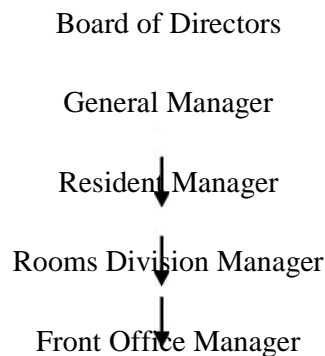 Board of Directors
General Manager
Resident Manager
Rooms Division Manager
Front Office Manager